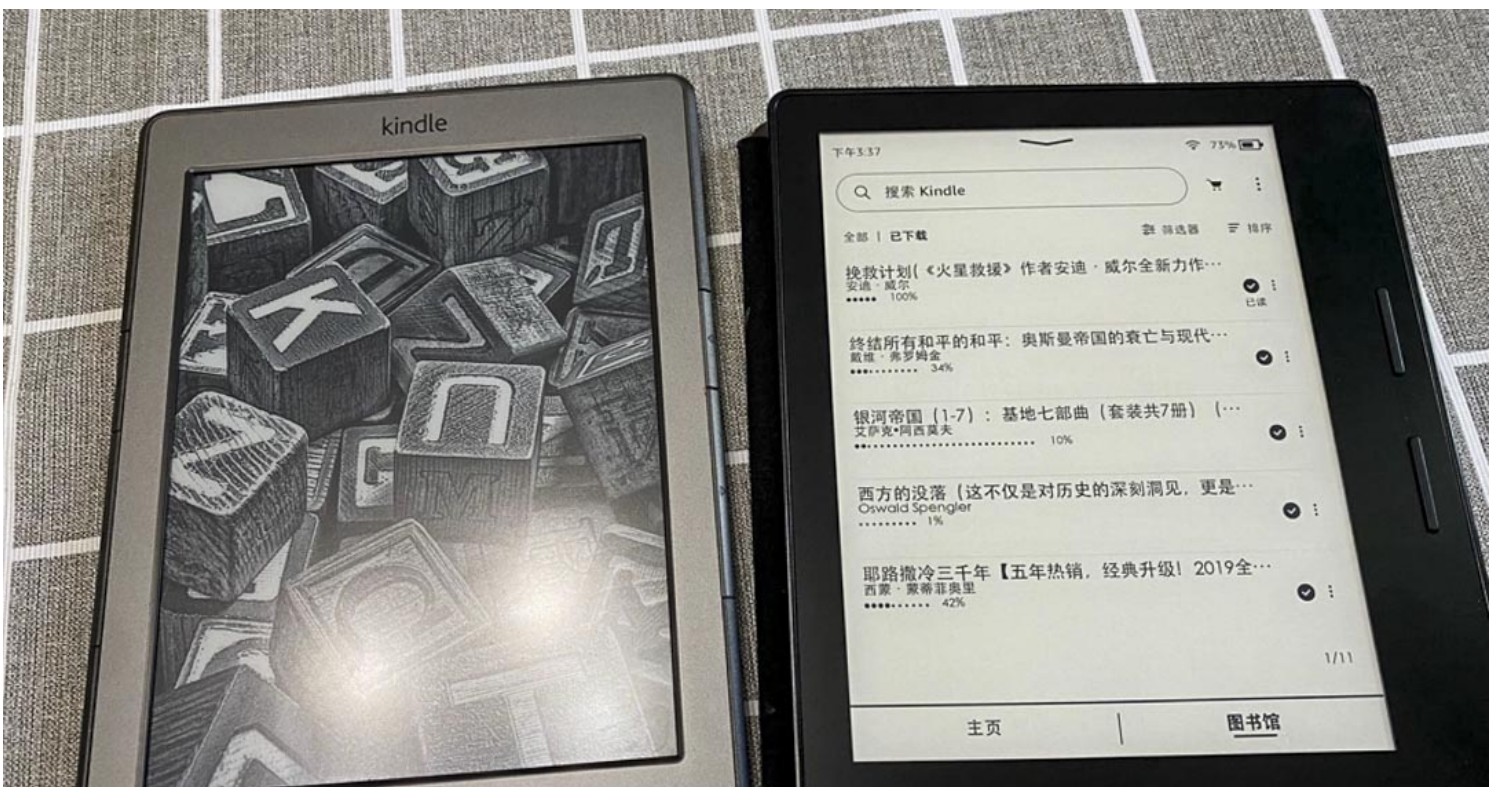 kindle
下午3:37
73%
搜索 Kindle
全部 | 已下载
筛选器
排序
挽救计划(《火星救援》作者安迪·威尔全新力作…
安迪·威尔
100%
已读
终结所有和平的和平：奥斯曼帝国的衰亡与现代…
戴维·弗罗姆金
34%
银河帝国（1-7）：基地七部曲（套装共7册）（…
艾萨克•阿西莫夫
10%
西方的没落（这不仅是对历史的深刻洞见，更是…
Oswald Spengler
1%
耶路撒冷三千年【五年热销，经典升级！2019全…
西蒙·蒙蒂菲奥里
42%
1/11
主页
图书馆
K